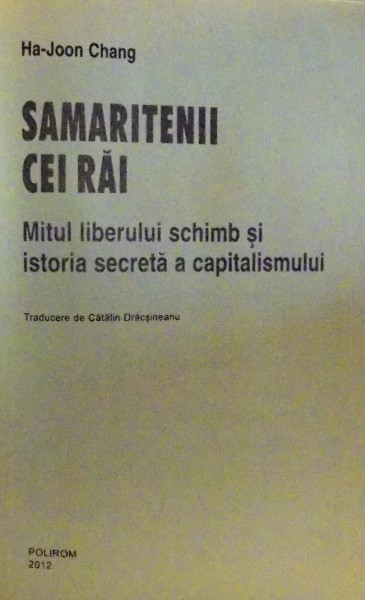 Ha-Joon Chang
SAMARITENII
CEI RĂI
Mitul liberului schimb și
istoria secretă a capitalismului
Traducere de Cătălin Drăcșineanu
POLIROM
2012